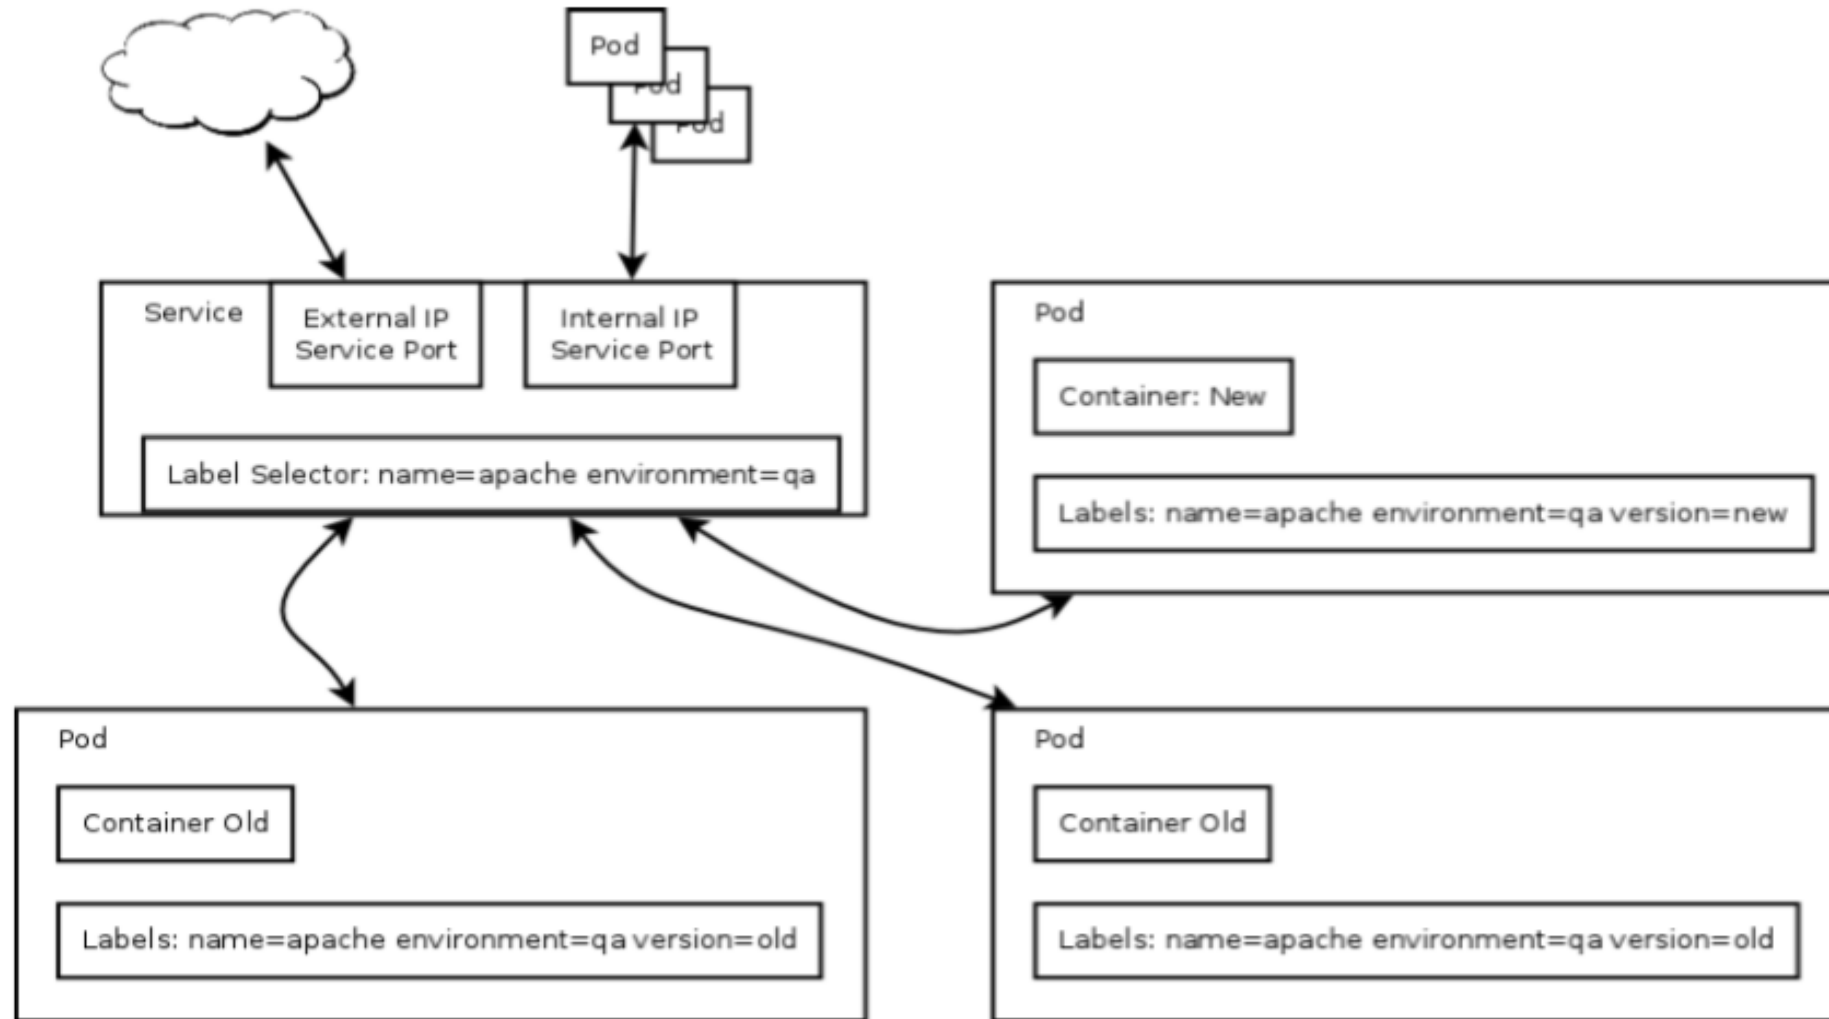 Pod
Pod
Pod
Service
External IP
Service Port
Internal IP
Service Port
Label Selector: name=apache environment=qa
Pod
Container: New
Labels: name=apache environment=qa version=new
Pod
Container Old
Labels: name=apache environment=qa version=old
Pod
Container Old
Labels: name=apache environment=qa version=old